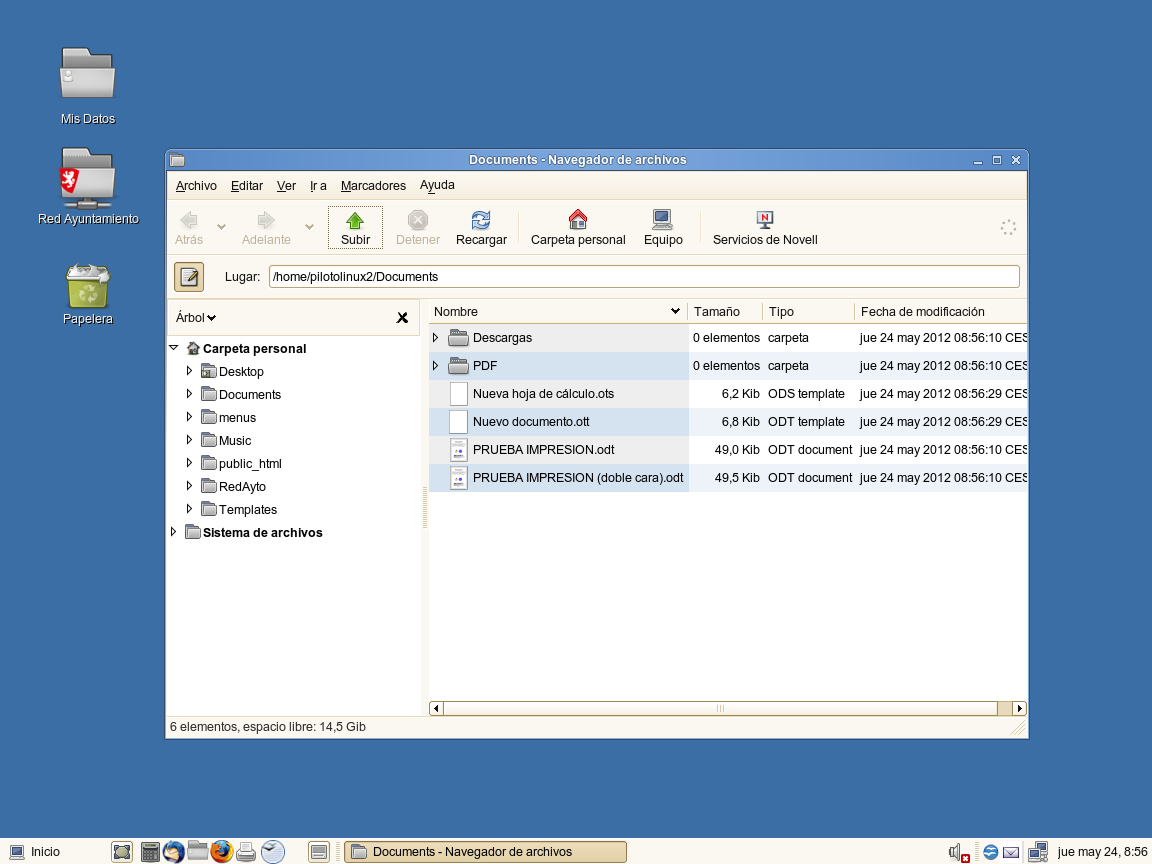 Mis Datos
Red Ayuntamiento
Papelera
Documents - Navegador de archivos
Archivo Editar Ver Ir a Marcadores Ayuda
Atrás Adelante Subir Detener Recargar Carpeta personal Equipo Servicios de Novell
Lugar: /home/pilotolinux2/Documents
Árbol
Carpeta personal
Desktop
Documents
menus
Music
public_html
RedAyto
Templates
Sistema de archivos
Nombre Tamaño Tipo Fecha de modificación
Descargas 0 elementos carpeta jue 24 may 2012 08:56:10 CES
PDF 0 elementos carpeta jue 24 may 2012 08:56:10 CES
Nueva hoja de cálculo.ots 6,2 Kib ODS template jue 24 may 2012 08:56:29 CES
Nuevo documento.ott 6,8 Kib ODT template jue 24 may 2012 08:56:29 CES
PRUEBA IMPRESION.odt 49,0 Kib ODT document jue 24 may 2012 08:56:10 CES
PRUEBA IMPRESION (doble cara).odt 49,5 Kib ODT document jue 24 may 2012 08:56:10 CES
6 elementos, espacio libre: 14,5 Gib
Inicio Documents - Navegador de archivos jue may 24, 8:56